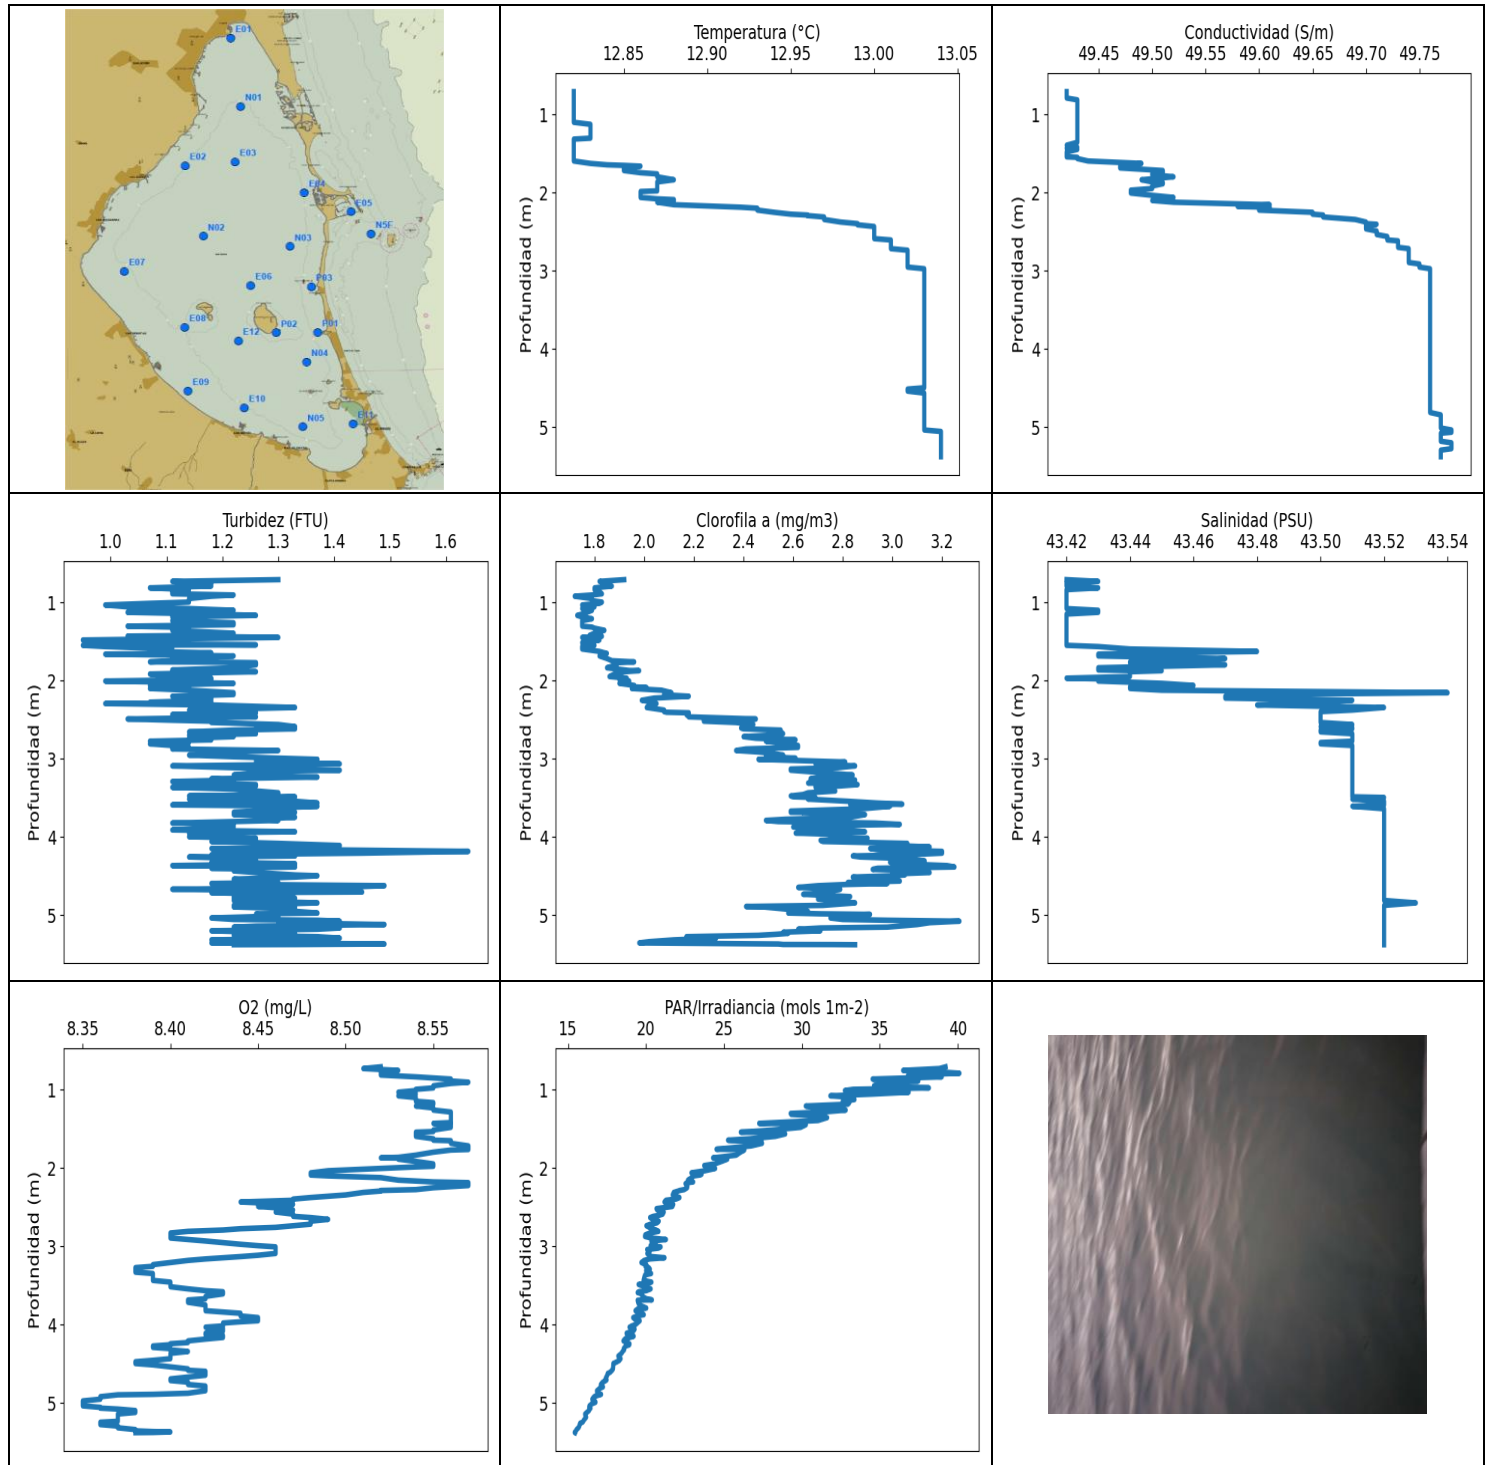 E01
N01
E02
E03
E04
E05
N5E
N02
N03
E07
E06
P03
E08
P02
P01
E12
N04
E09
E10
N05
E11
Temperatura (°C)
12.85 12.90 12.95 13.00 13.05
Profundidad (m)
1
2
3
4
5
Conductividad (S/m)
49.45 49.50 49.55 49.60 49.65 49.70 49.75
Profundidad (m)
1
2
3
4
5
Turbidez (FTU)
1.0 1.1 1.2 1.3 1.4 1.5 1.6
Profundidad (m)
1
2
3
4
5
Clorofila a (mg/m3)
1.8 2.0 2.2 2.4 2.6 2.8 3.0 3.2
Profundidad (m)
1
2
3
4
5
Salinidad (PSU)
43.42 43.44 43.46 43.48 43.50 43.52 43.54
Profundidad (m)
1
2
3
4
5
O2 (mg/L)
8.35 8.40 8.45 8.50 8.55
Profundidad (m)
1
2
3
4
5
PAR/Irradiancia (mols 1m-2)
15 20 25 30 35 40
Profundidad (m)
1
2
3
4
5